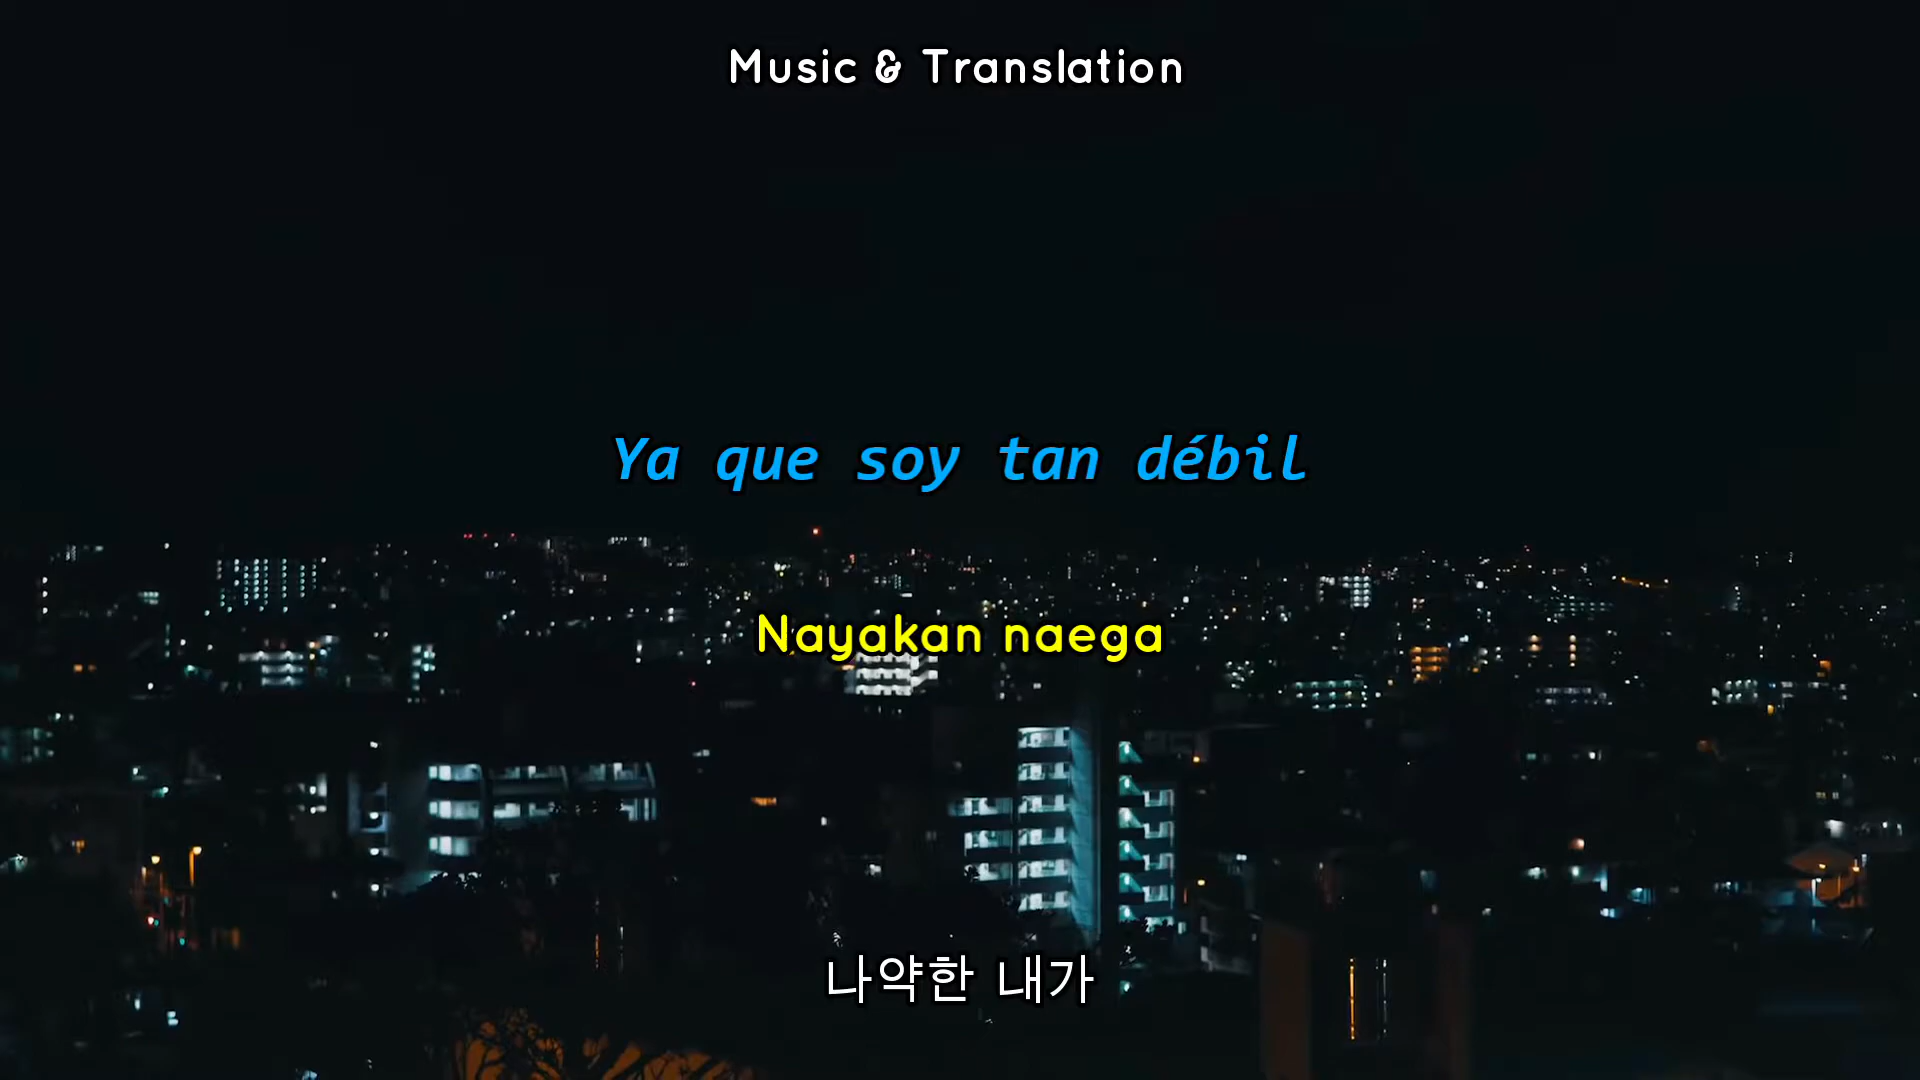 Music & Translation
Ya que soy tan débil
Nayakan naega
나약한 내가